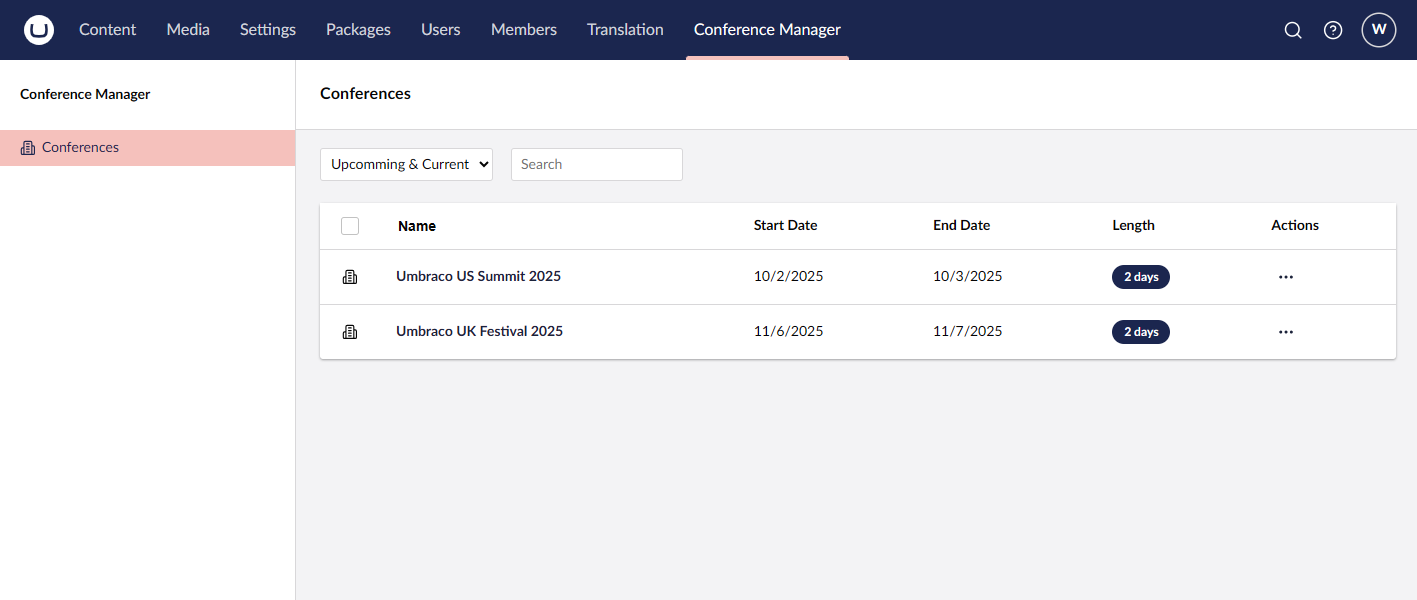 Content Media Settings Packages Users Members Translation Conference Manager W
Conference Manager
Conferences
Conferences
Upcomming & Current Search
Name Start Date End Date Length Actions
Umbraco US Summit 2025 10/2/2025 10/3/2025 2 days
Umbraco UK Festival 2025 11/6/2025 11/7/2025 2 days